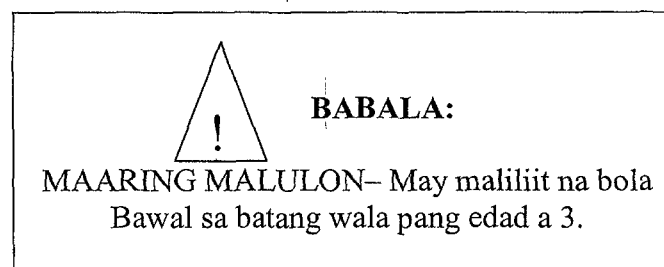 !
BABALA:
MAARING MALULON– May maliliit na bola
Bawal sa batang wala pang edad a 3.